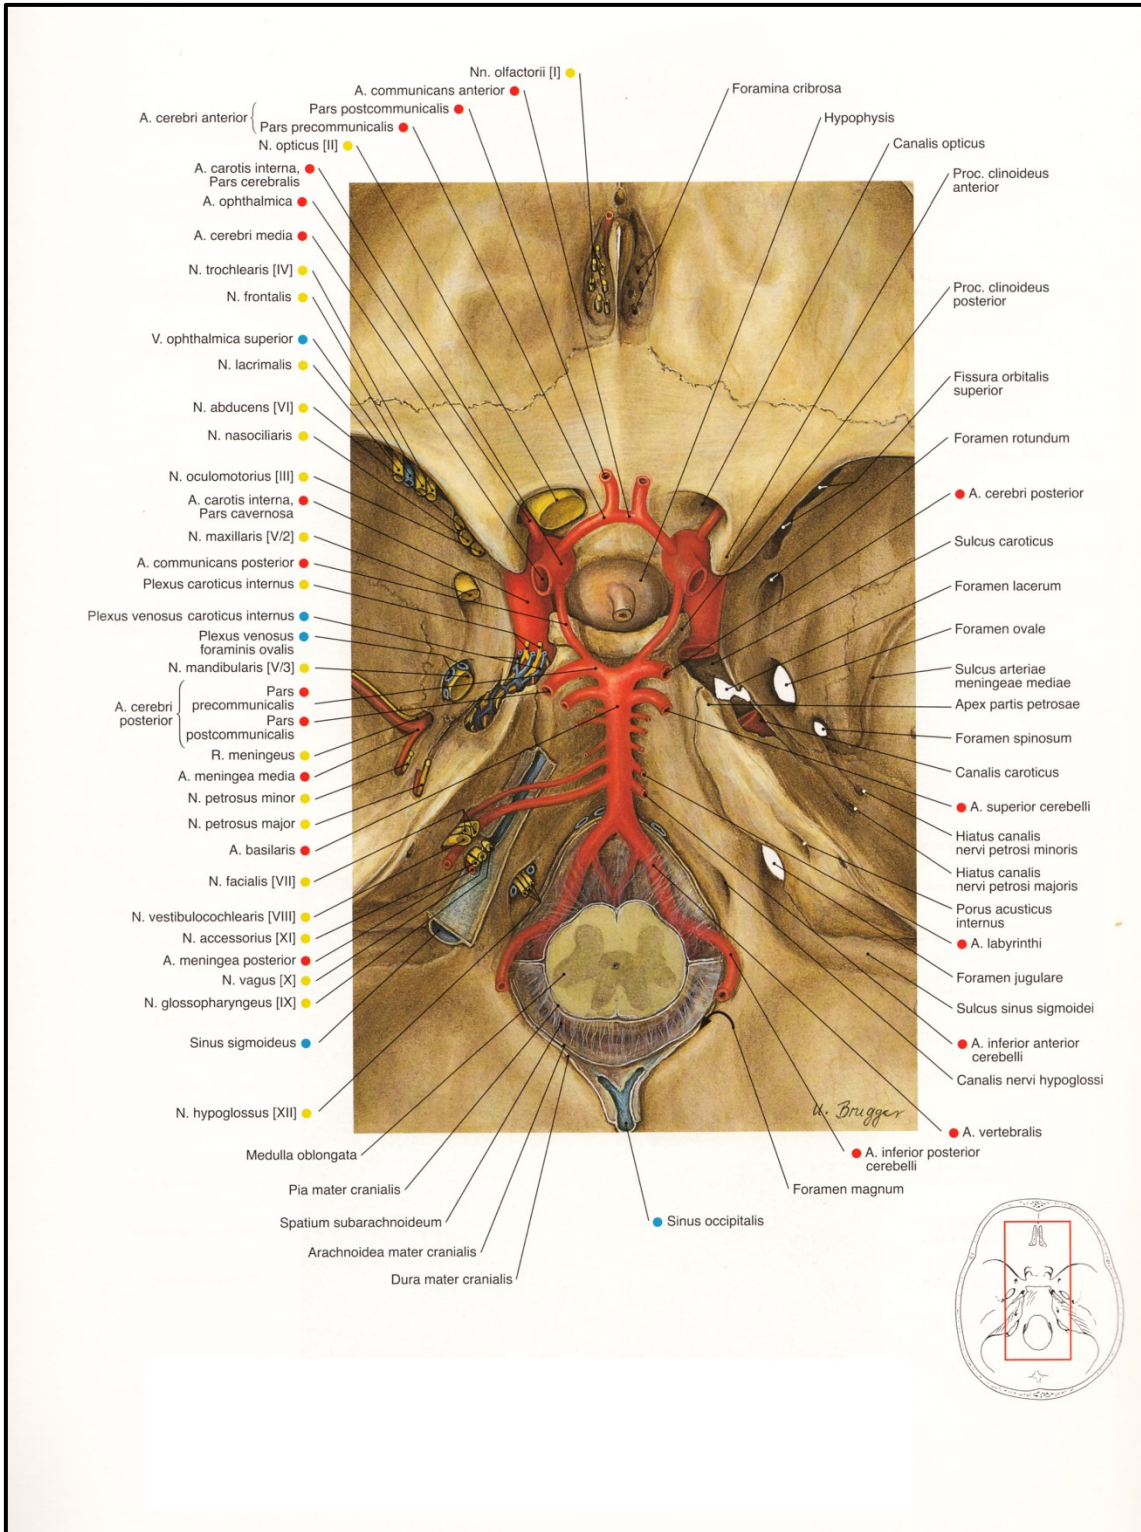 Nn. olfactorii [I]
A. communicans anterior
Pars postcommunicalis
A. cerebri anterior
Pars precommunicalis
N. opticus [II]
A. carotis interna,
Pars cerebralis
A. ophthalmica
A. cerebri media
N. trochlearis [IV]
N. frontalis
V. ophthalmica superior
N. lacrimalis
N. abducens [VI]
N. nasociliaris
N. oculomotorius [III]
A. carotis interna,
Pars cavernosa
N. maxillaris [V/2]
A. communicans posterior
Plexus caroticus internus
Plexus venosus caroticus internus
Plexus venosus
foraminis ovalis
N. mandibularis [V/3]
Pars
precommunicalis
A. cerebri
posterior
Pars
postcommunicalis
R. meningeus
A. meningea media
N. petrosus minor
N. petrosus major
A. basilaris
N. facialis [VII]
N. vestibulocochlearis [VIII]
N. accessorius [XI]
A. meningea posterior
N. vagus [X]
N. glossopharyngeus [IX]
Sinus sigmoideus
N. hypoglossus [XII]
Medulla oblongata
Pia mater cranialis
Spatium subarachnoideum
Arachnoidea mater cranialis
Dura mater cranialis
Foramina cribrosa
Hypophysis
Canalis opticus
Proc. clinoideus
anterior
Proc. clinoideus
posterior
Fissura orbitalis
superior
Foramen rotundum
A. cerebri posterior
Sulcus caroticus
Foramen lacerum
Foramen ovale
Sulcus arteriae
meningeae mediae
Apex partis petrosae
Foramen spinosum
Canalis caroticus
A. superior cerebelli
Hiatus canalis
nervi petrosi minoris
Hiatus canalis
nervi petrosi majoris
Porus acusticus
internus
A. labyrinthi
Foramen jugulare
Sulcus sinus sigmoidei
A. inferior anterior
cerebelli
Canalis nervi hypoglossi
U. Brugger
A. vertebralis
A. inferior posterior
cerebelli
Foramen magnum
Sinus occipitalis